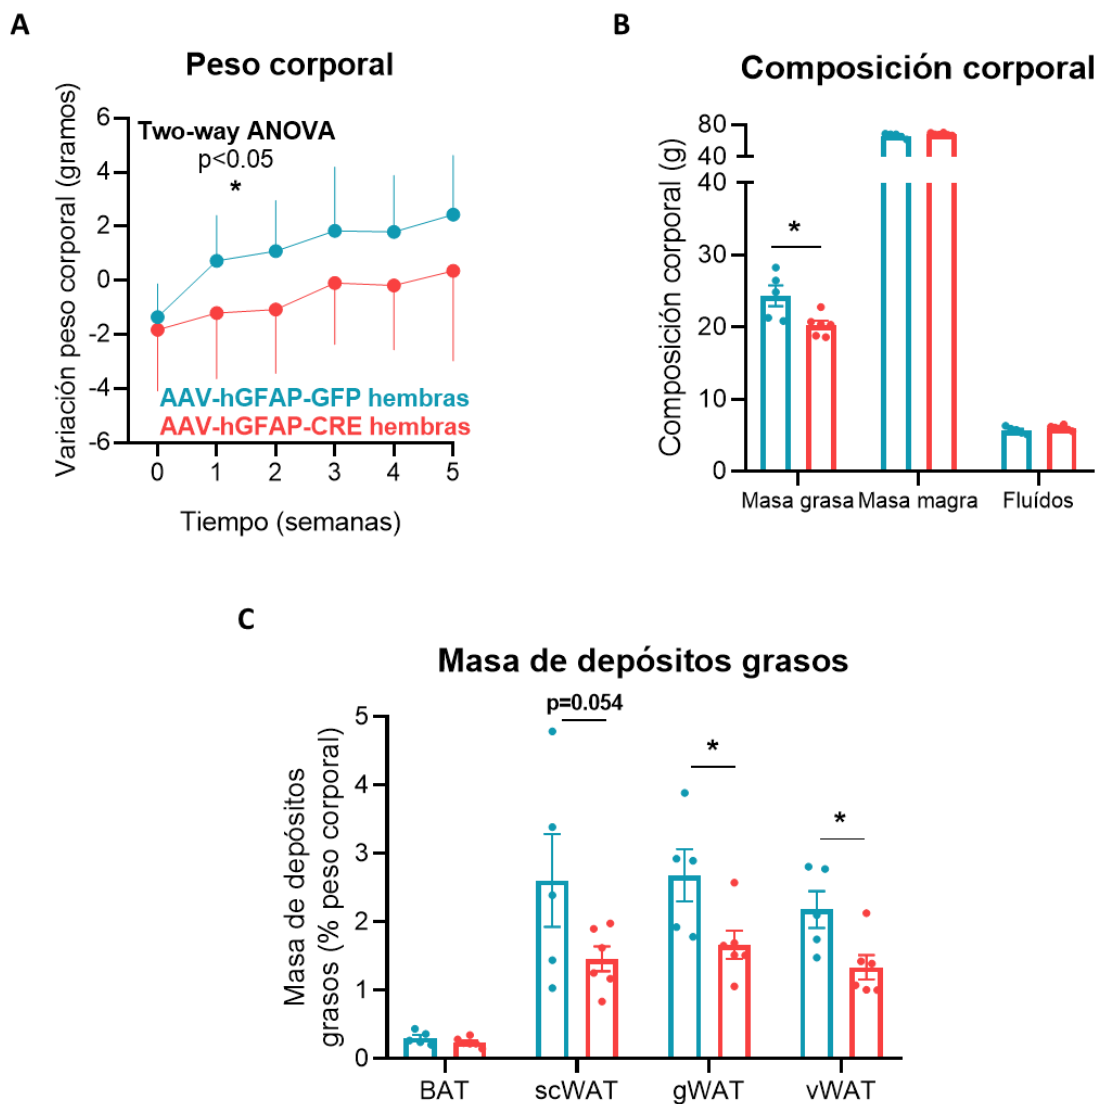 A
Peso corporal
Variación peso corporal (gramos)
6
4
2
0
-2
-4
-6
Two-way ANOVA
p<0.05
*
AAV-hGFAP-GFP hembras
AAV-hGFAP-CRE hembras
0 1 2 3 4 5
Tiempo (semanas)
B
Composición corporal
Composición corporal (g)
80
40
40
30
20
10
0
*
Masa grasa Masa magra Fluídos
C
Masa de depósitos grasos
Masa de depósitos
grasos (% peso corporal)
5
4
3
2
1
0
p=0.054
*
*
BAT scWAT gWAT vWAT